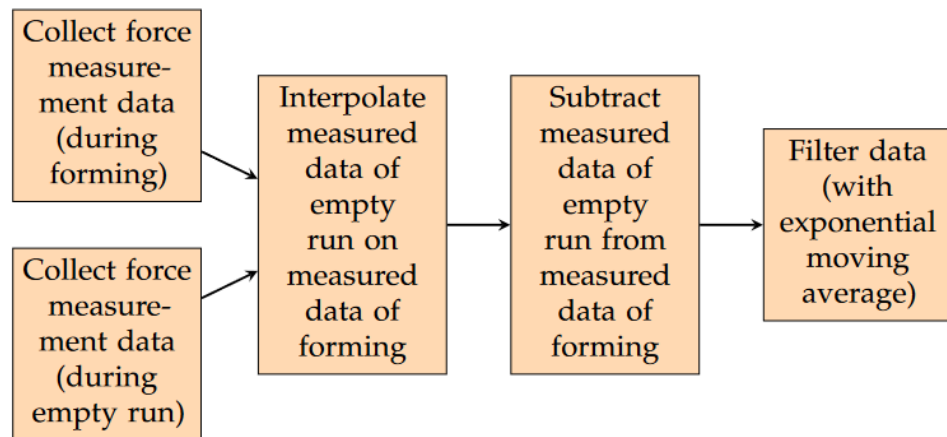 Collect force
measure-
ment data
(during
forming)
Collect force
measure-
ment data
(during
empty run)
Interpolate
measured
data of
empty
run on
measured
data of
forming
Subtract
measured
data of
empty
run from
measured
data of
forming
Filter data
(with
exponential
moving
average)